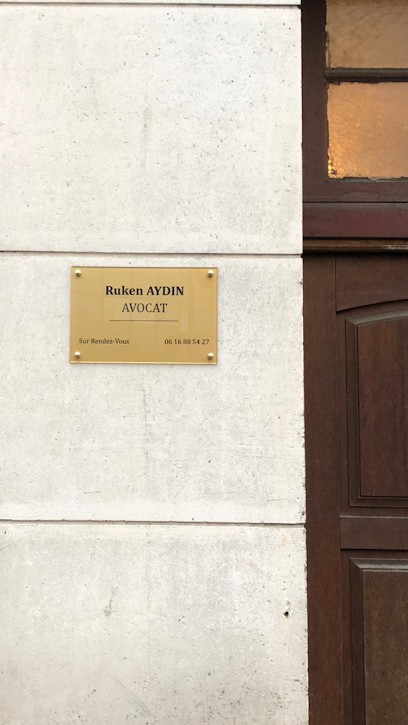 Ruken AYDIN
AVOCAT
Sur Rendez-Vous 06 16 80 54 27